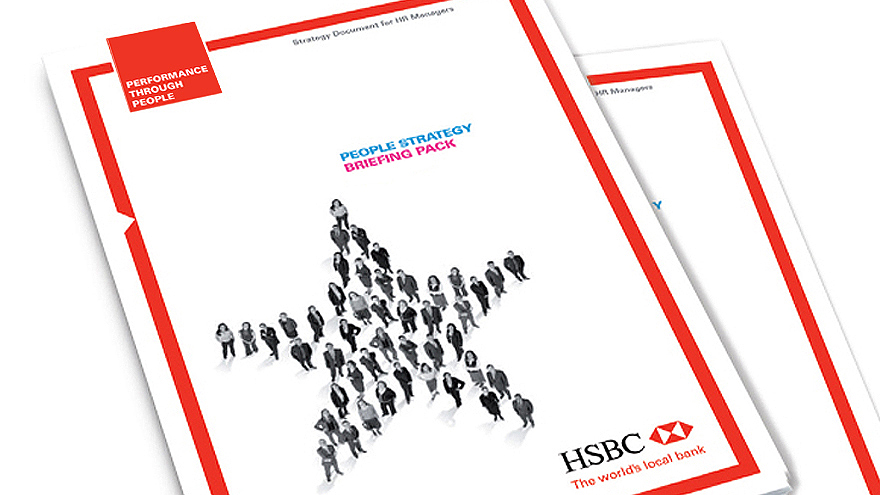 Strategy Document for HR Managers
PERFORMANCE
THROUGH
PEOPLE
PEOPLE STRATEGY
BRIEFING PACK
HSBC
The world's local bank
HR Managers
Y